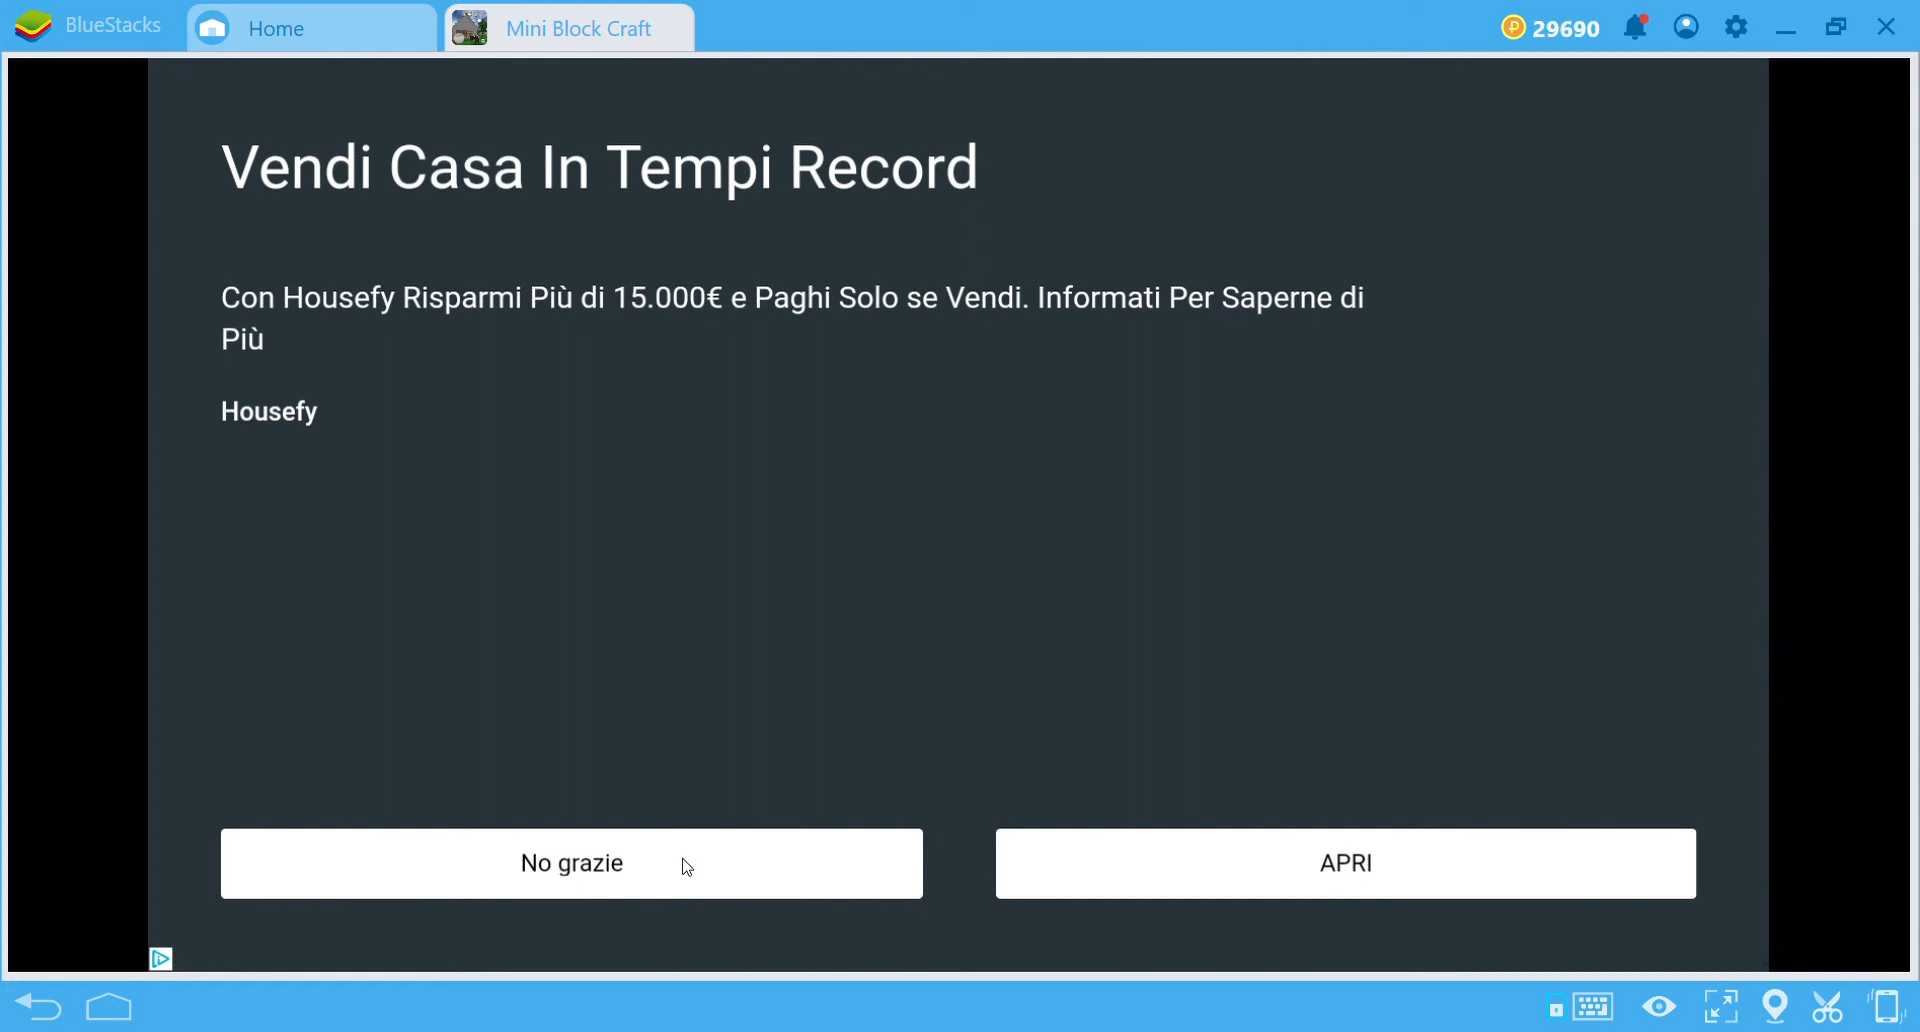 BlueStacks
Home
Mini Block Craft
29690
Vendi Casa In Tempi Record
Con Housefy Risparmi Più di 15.000€ e Paghi Solo se Vendi. Informati Per Saperne di
Più
Housefy
No grazie
APRI